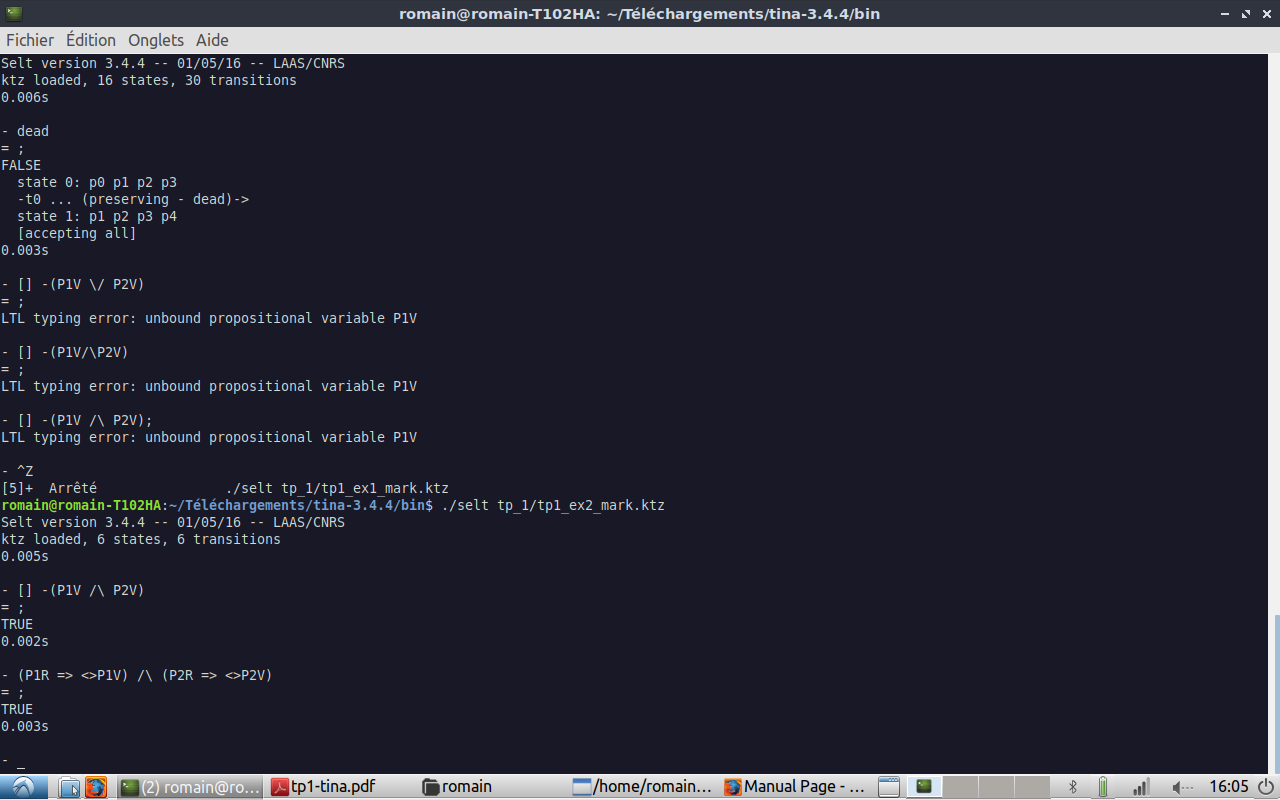 romain@romain-T102HA: ~/Téléchargements/tina-3.4.4/bin
Fichier Édition Onglets Aide
Selt version 3.4.4 -- 01/05/16 -- LAAS/CNRS
ktz loaded, 16 states, 30 transitions
0.006s
- dead
= ;
FALSE
  state 0: p0 p1 p2 p3
  -t0 ... (preserving - dead)->
  state 1: p1 p2 p3 p4
  [accepting all]
0.003s
- [] -(P1V \/ P2V)
= ;
LTL typing error: unbound propositional variable P1V
- [] -(P1V/\P2V)
= ;
LTL typing error: unbound propositional variable P1V
- [] -(P1V /\ P2V);
LTL typing error: unbound propositional variable P1V
- ^Z
[5]+  Arrêté                ./selt tp_1/tp1_ex1_mark.ktz
romain@romain-T102HA:~/Téléchargements/tina-3.4.4/bin$ ./selt tp_1/tp1_ex2_mark.ktz
Selt version 3.4.4 -- 01/05/16 -- LAAS/CNRS
ktz loaded, 6 states, 6 transitions
0.005s
- [] -(P1V /\ P2V)
= ;
TRUE
0.002s
- (P1R => <>P1V) /\ (P2R => <>P2V)
= ;
TRUE
0.003s
- _
(2) romain@ro... tp1-tina.pdf romain /home/romain... Manual Page - ... 16:05